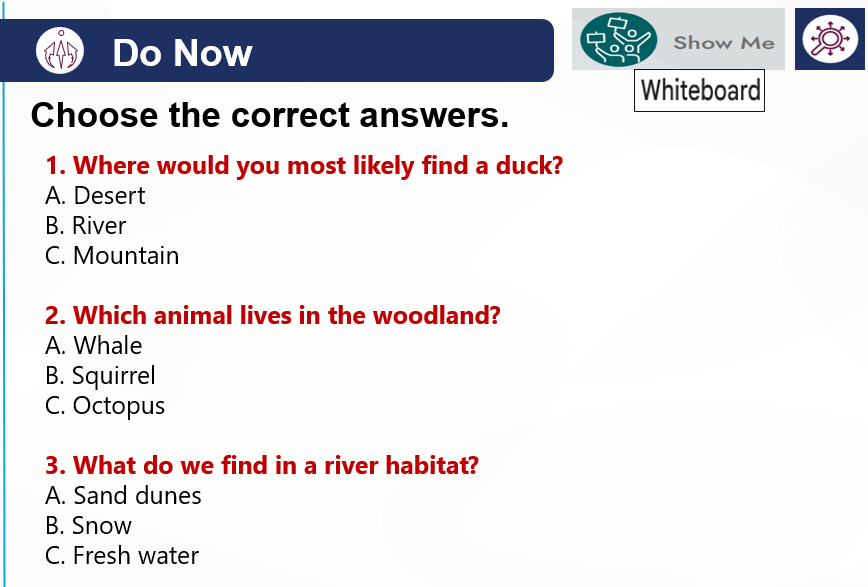 Do Now
Show Me
Whiteboard
Choose the correct answers.
1. Where would you most likely find a duck?
A. Desert
B. River
C. Mountain
2. Which animal lives in the woodland?
A. Whale
B. Squirrel
C. Octopus
3. What do we find in a river habitat?
A. Sand dunes
B. Snow
C. Fresh water